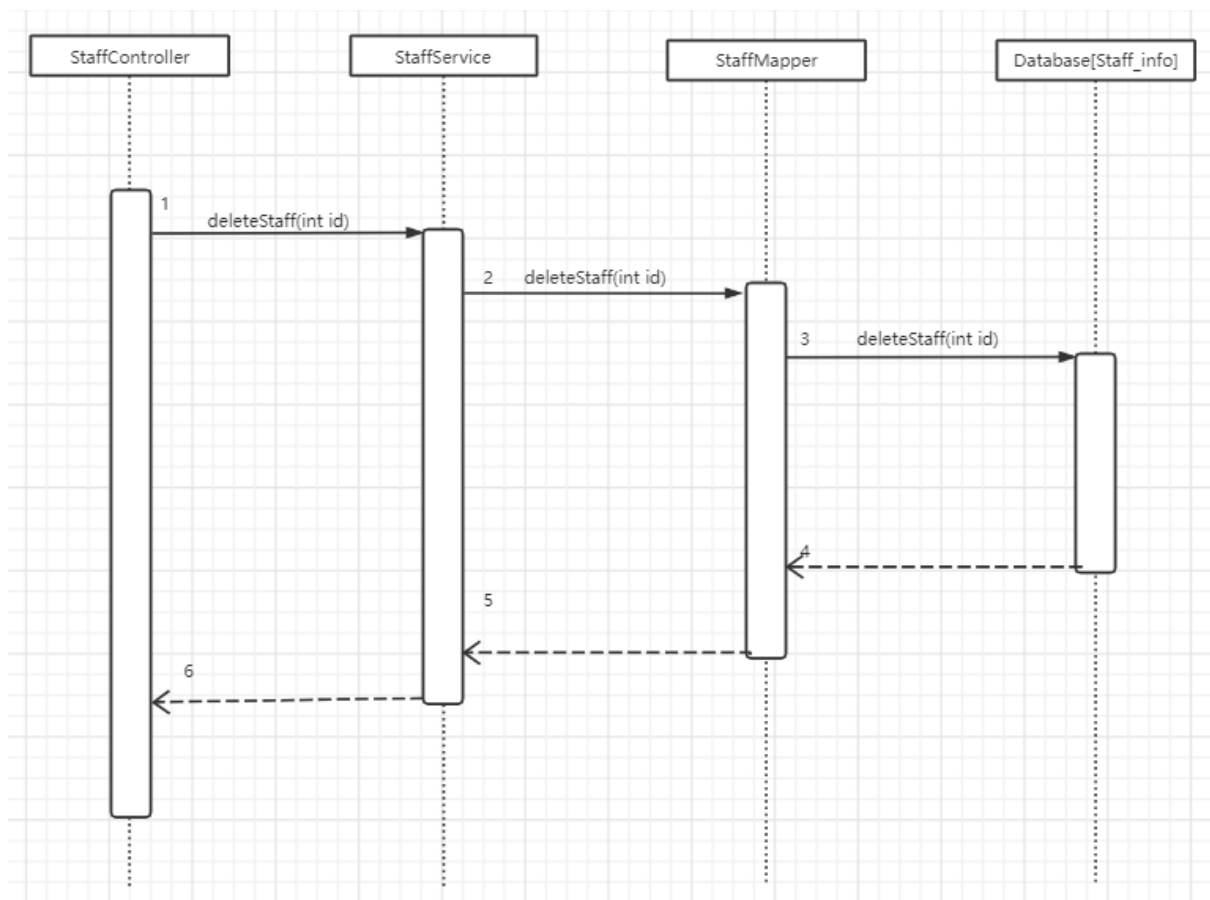 StaffController
StaffService
StaffMapper
Database[Staff_info]
1
deleteStaff(int id)
2 deleteStaff(int id)
3 deleteStaff(int id)
4
5
6